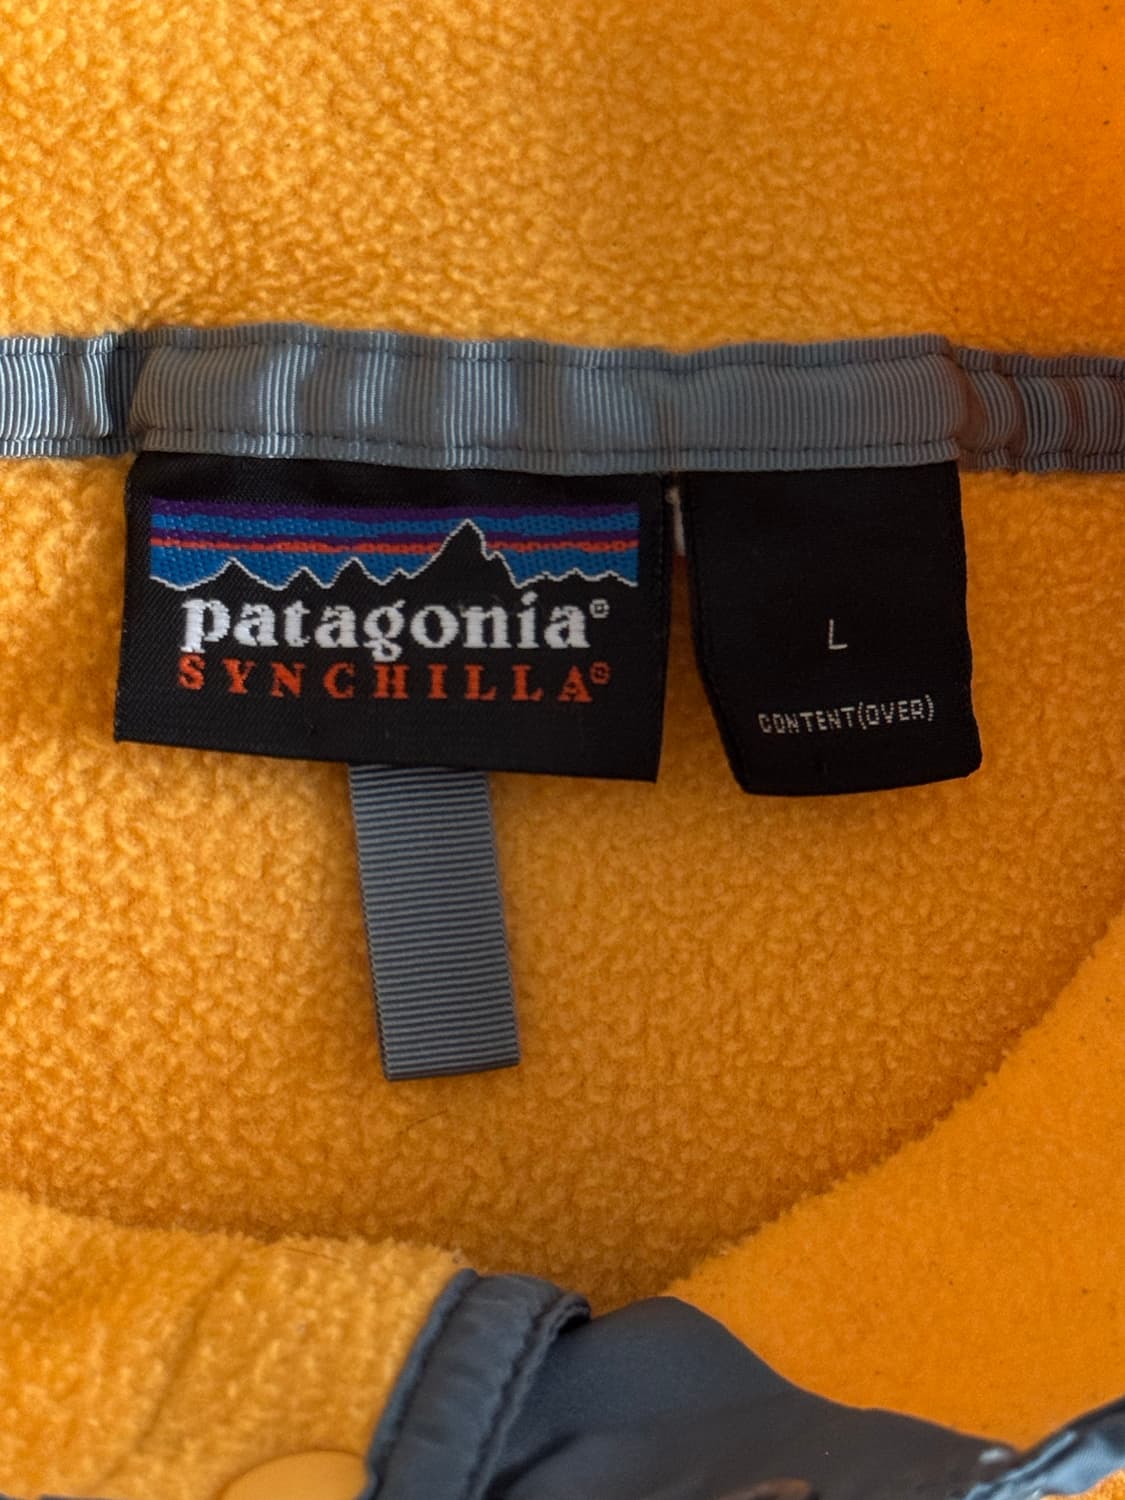 patagonia®
SYNCHILLA®
L
CONTENT(OVER)